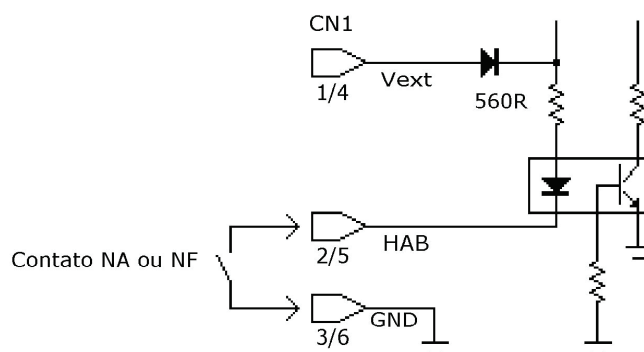 CN1
1/4
Vext
560R
2/5
HAB
Contato NA ou NF
3/6
GND